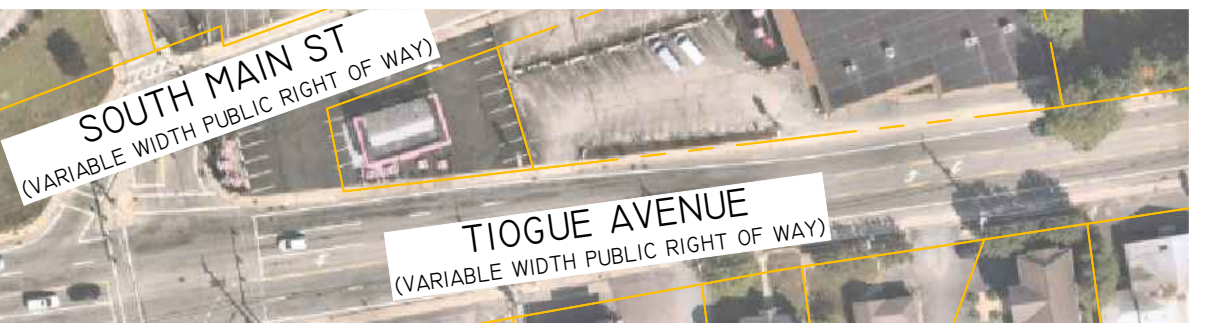 SOUTH MAIN ST
(VARIABLE WIDTH PUBLIC RIGHT OF WAY)
TIOGUE AVENUE
(VARIABLE WIDTH PUBLIC RIGHT OF WAY)